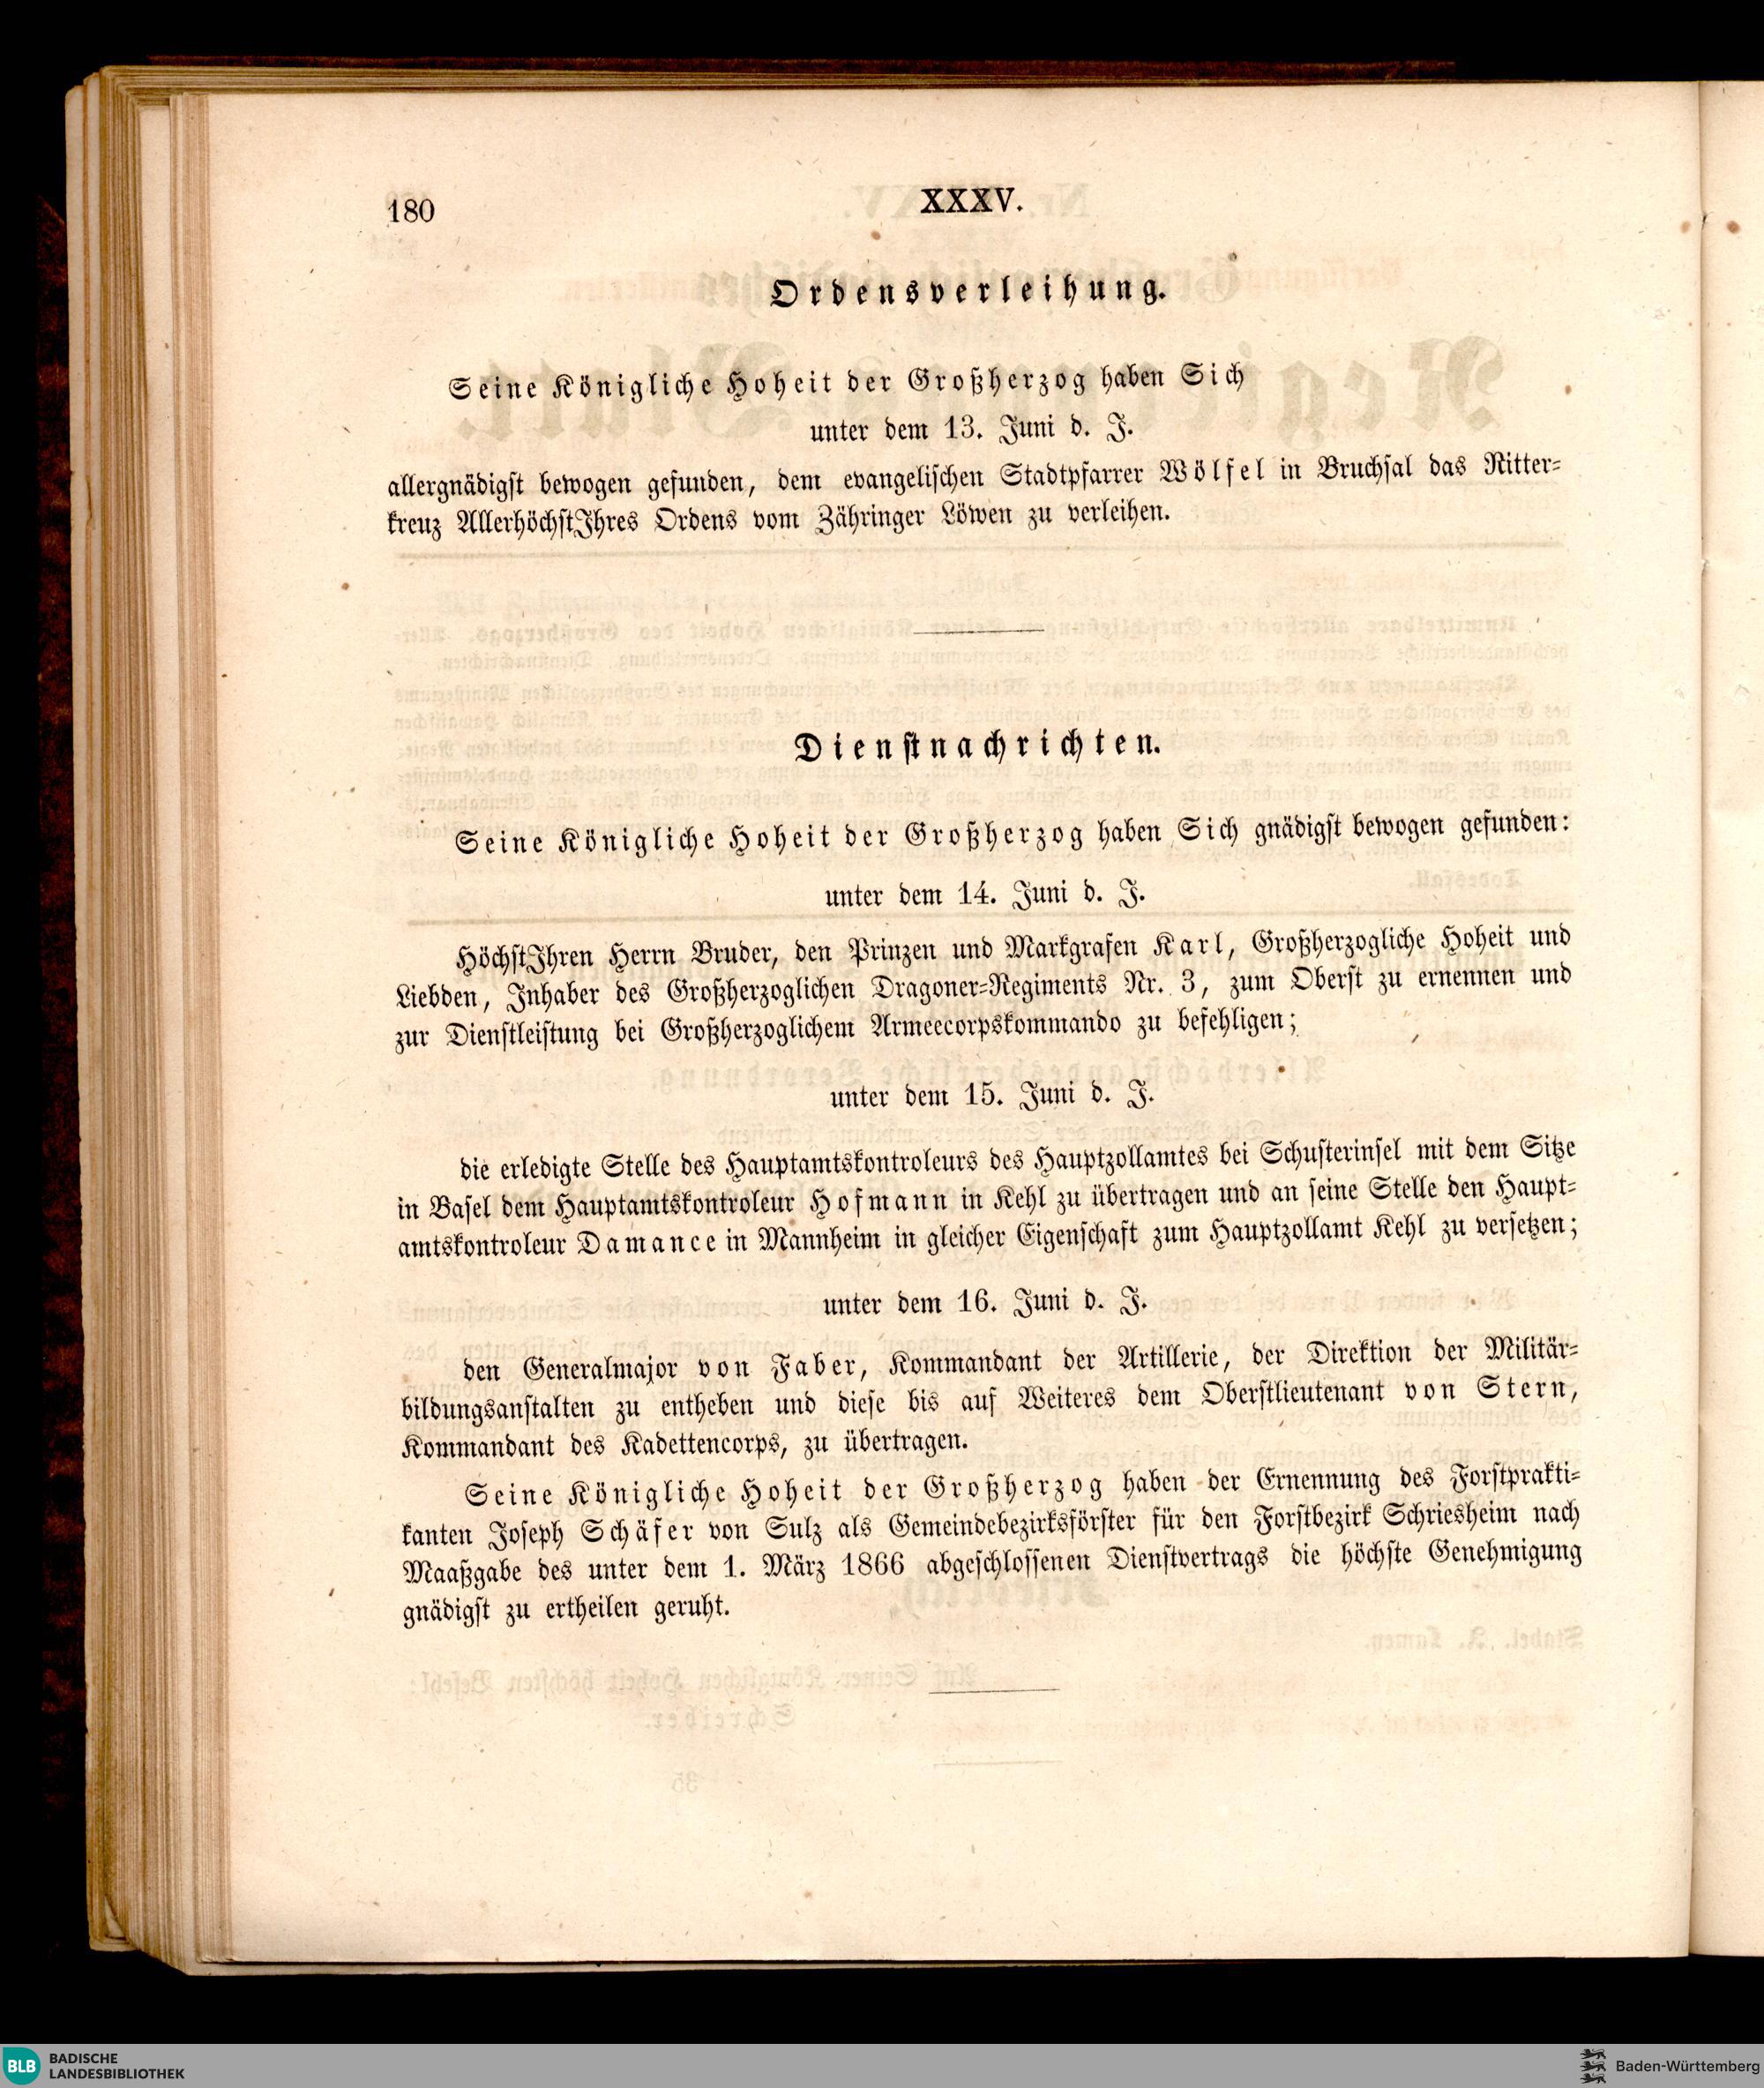 180
XXXV.
Ordensverleihung.
Seine Königliche Hoheit der Großherzog haben Sich
unter dem 13. Juni d. J.
allergnädigst bewogen gefunden, dem evangelischen Stadtpfarrer Wölfel in Bruchsal das Ritter-
kreuz AllerhöchstIhres Ordens vom Zähringer Löwen zu verleihen.
Dienstnachrichten.
Seine Königliche Hoheit der Großherzog haben Sich gnädigst bewogen gefunden:
unter dem 14. Juni d. J.
HöchstIhren Herrn Bruder, den Prinzen und Markgrafen Karl, Großherzogliche Hoheit und
Liebden, Inhaber des Großherzoglichen Dragoner-Regiments Nr. 3, zum Oberst zu ernennen und
zur Dienstleistung bei Großherzoglichem Armeecorpskommando zu befehligen;
unter dem 15. Juni d. J.
die erledigte Stelle des Hauptamtskontroleurs des Hauptzollamtes bei Schusterinsel mit dem Sitze
in Basel dem Hauptamtskontroleur Hofmann in Kehl zu übertragen und an seine Stelle den Haupt-
amtskontroleur Damance in Mannheim in gleicher Eigenschaft zum Hauptzollamt Kehl zu versetzen;
unter dem 16. Juni d. J.
den Generalmajor von Faber, Kommandant der Artillerie, der Direktion der Militär-
bildungsanstalten zu entheben und diese bis auf Weiteres dem Oberstlieutenant von Stern,
Kommandant des Kadettencorps, zu übertragen.
Seine Königliche Hoheit der Großherzog haben der Ernennung des Forstprakti-
kanten Joseph Schäfer von Sulz als Gemeindebezirksförster für den Forstbezirk Schriesheim nach
Maaßgabe des unter dem 1. März 1866 abgeschlossenen Dienstvertrags die höchste Genehmigung
gnädigst zu ertheilen geruht.
BLB BADISCHE
LANDESBIBLIOTHEK
Baden-Württemberg